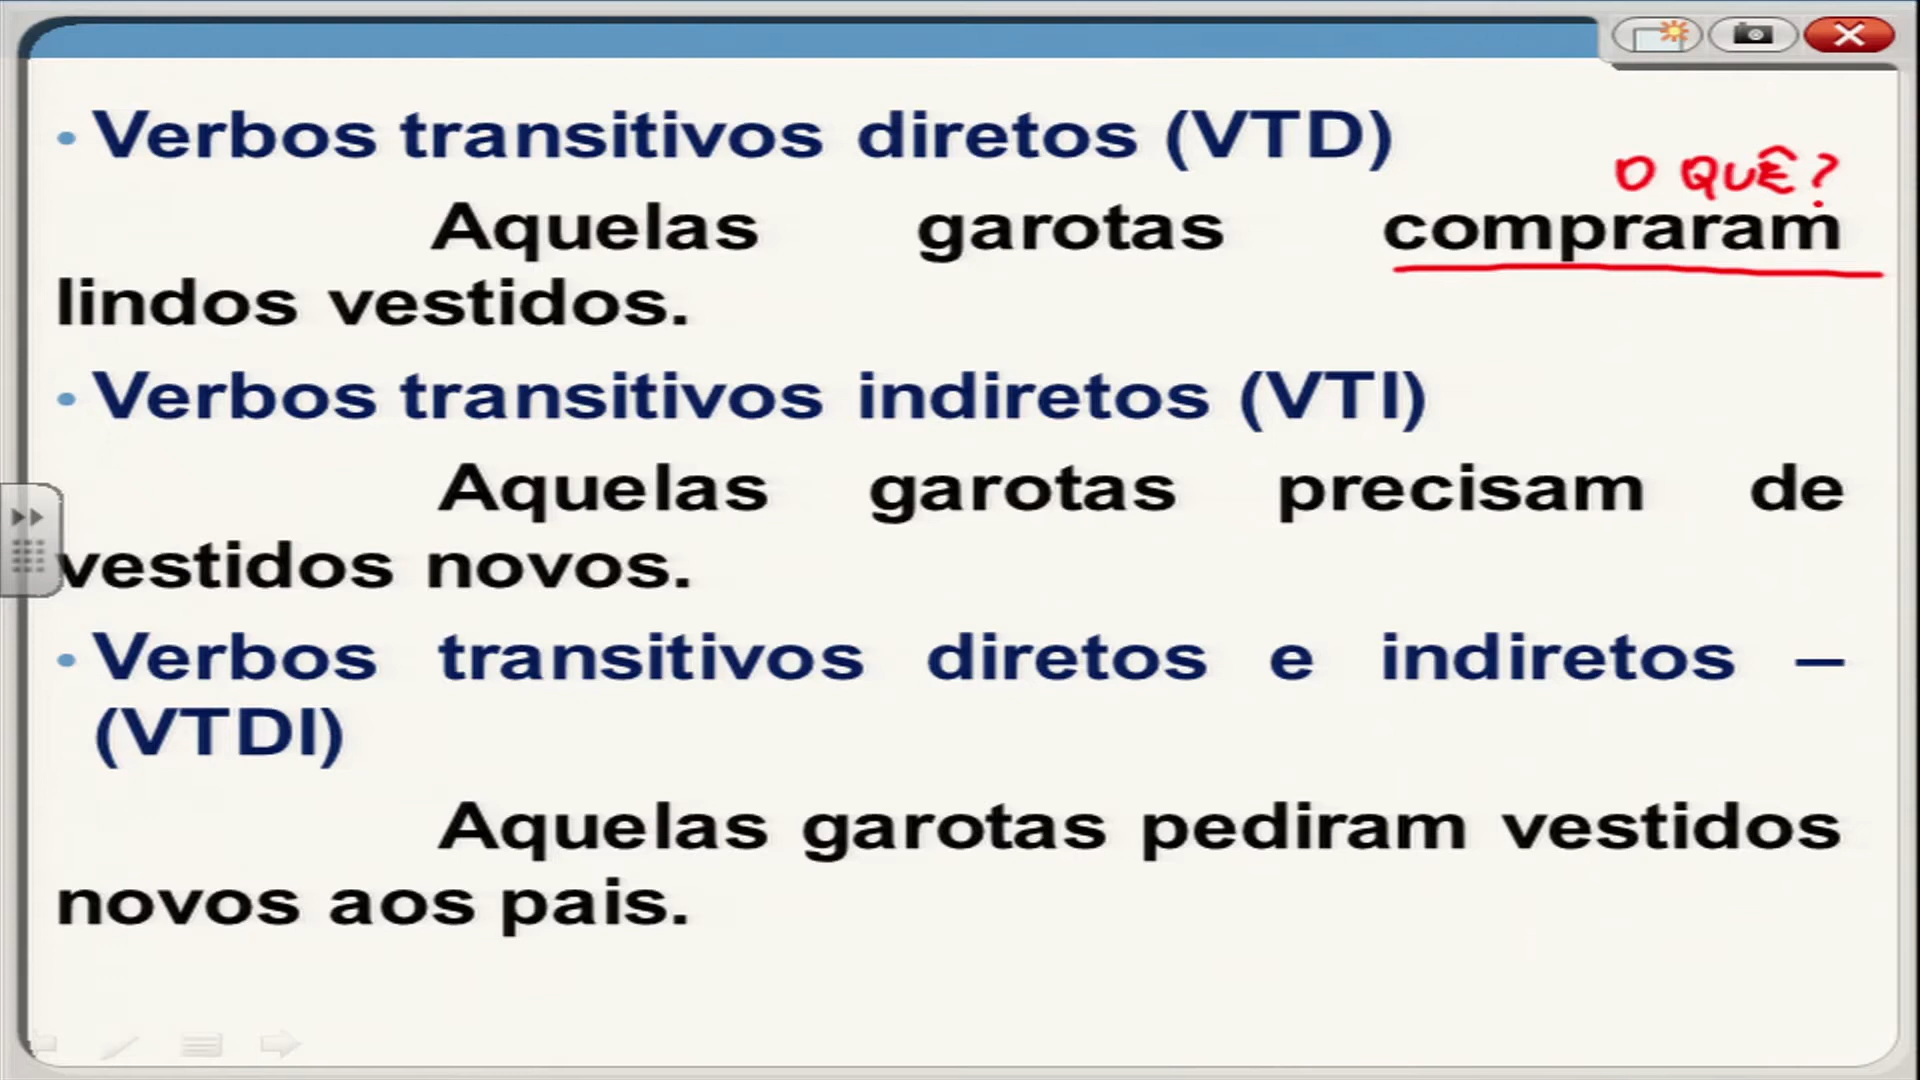 • Verbos transitivos diretos (VTD)
O QUÊ?
Aquelas garotas compraram
lindos vestidos.
• Verbos transitivos indiretos (VTI)
Aquelas garotas precisam de
vestidos novos.
• Verbos transitivos diretos e indiretos –
(VTDI)
Aquelas garotas pediram vestidos
novos aos pais.